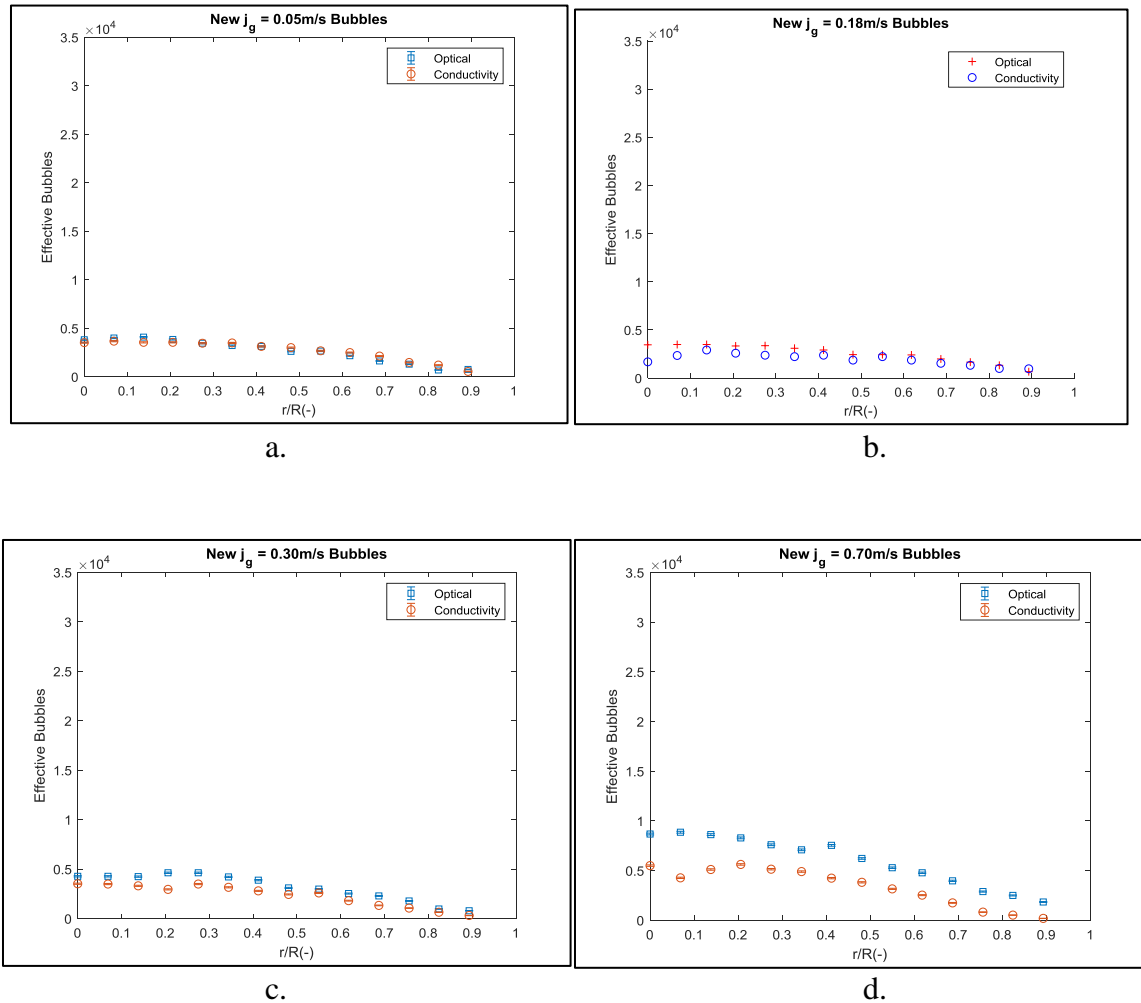 New j_g = 0.05m/s Bubbles
×10^4
3.5
3
2.5
2
1.5
1
0.5
0
Effective Bubbles
Optical
Conductivity
0 0.1 0.2 0.3 0.4 0.5 0.6 0.7 0.8 0.9 1
r/R(-)
a.
New j_g = 0.18m/s Bubbles
×10^4
3.5
3
2.5
2
1.5
1
0.5
0
Effective Bubbles
Optical
Conductivity
0 0.1 0.2 0.3 0.4 0.5 0.6 0.7 0.8 0.9 1
r/R(-)
b.
New j_g = 0.30m/s Bubbles
×10^4
3.5
3
2.5
2
1.5
1
0.5
0
Effective Bubbles
Optical
Conductivity
0 0.1 0.2 0.3 0.4 0.5 0.6 0.7 0.8 0.9 1
r/R(-)
c.
New j_g = 0.70m/s Bubbles
×10^4
3.5
3
2.5
2
1.5
1
0.5
0
Effective Bubbles
Optical
Conductivity
0 0.1 0.2 0.3 0.4 0.5 0.6 0.7 0.8 0.9 1
r/R(-)
d.